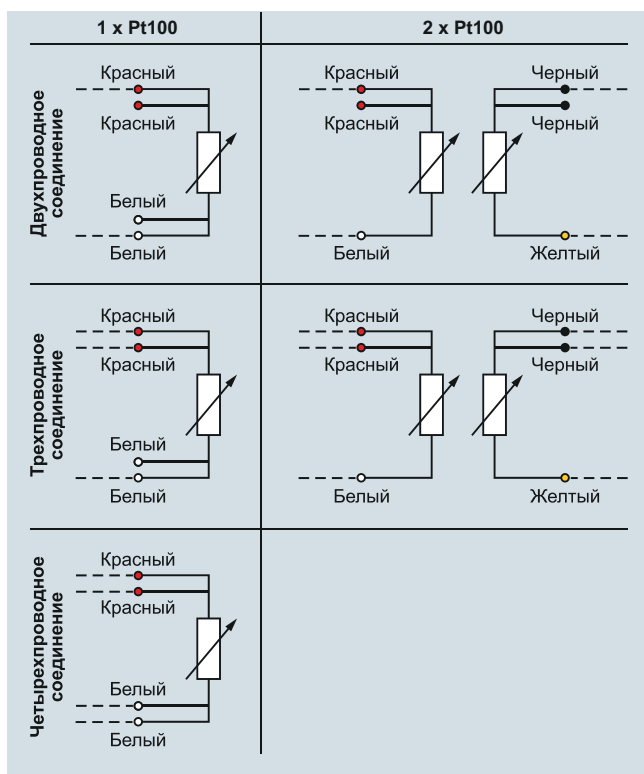 1 x Pt100
2 x Pt100
Двухпроводное
соединение
Красный
Красный
Белый
Белый
Красный
Красный
Белый
Черный
Черный
Желтый
Трехпроводное
соединение
Красный
Красный
Белый
Белый
Красный
Красный
Белый
Черный
Черный
Желтый
Четырехпроводное
соединение
Красный
Красный
Белый
Белый